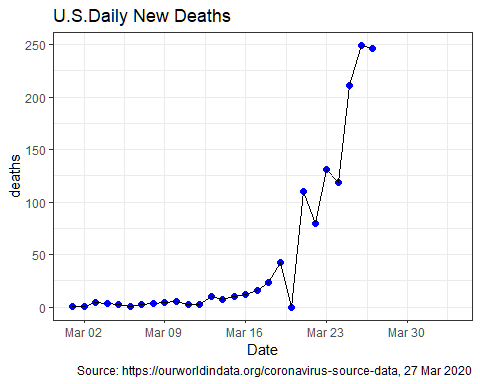 U.S.Daily New Deaths
250
200
150
100
50
0
deaths
Mar 02 Mar 09 Mar 16 Mar 23 Mar 30
Date
Source: https://ourworldindata.org/coronavirus-source-data, 27 Mar 2020